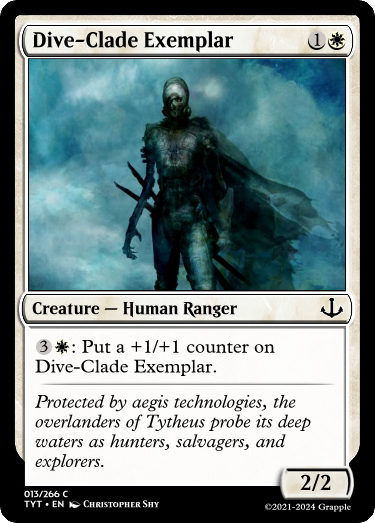 Dive-Clade Exemplar 1
Creature — Human Ranger
3 : Put a +1/+1 counter on
Dive-Clade Exemplar.
Protected by aegis technologies, the
overlanders of Tytheus probe its deep
waters as hunters, salvagers, and
explorers.
2/2
013/266 C
TYT • EN Christopher Shy
©2021-2024 Grapple